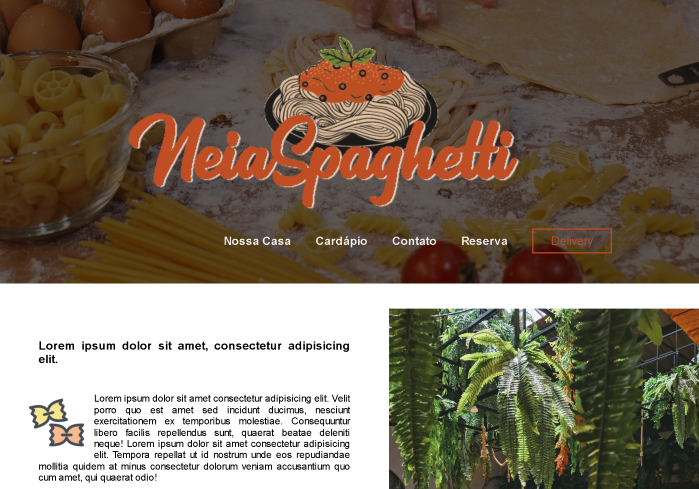 NeiaSpaghetti
Nossa Casa Cardápio Contato Reserva Delivery
Lorem ipsum dolor sit amet, consectetur adipisicing
elit.
Lorem ipsum dolor sit amet consectetur adipisicing elit. Velit
porro quo est amet sed incidunt ducimus, nesciunt
exercitationem ex temporibus molestiae. Consequuntur
libero facilis repellendus sunt, quaerat beatae deleniti
neque! Lorem ipsum dolor sit amet consectetur adipisicing
elit. Tempora repellat ut id nostrum unde eos repudiandae
mollitia quidem at minus consectetur dolorum veniam accusantium quo
cum amet, qui quaerat odio!